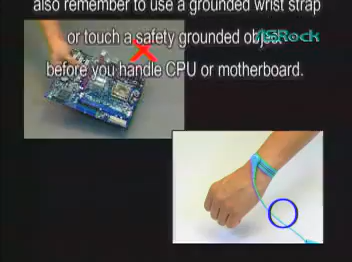 also remember to use a grounded wrist strap
or touch a safety grounded object
ASRock
before you handle CPU or motherboard.